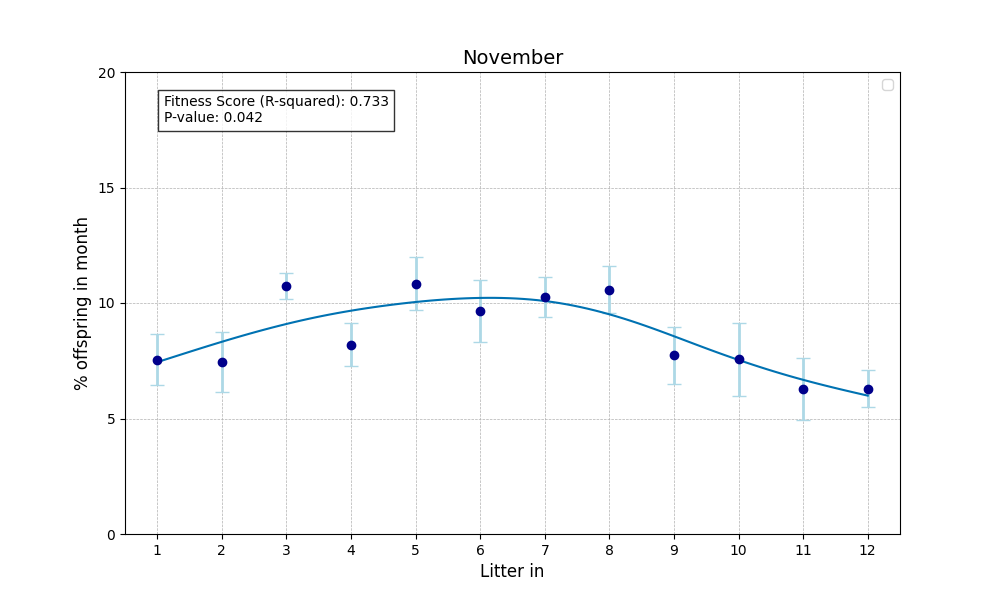 November
Fitness Score (R-squared): 0.733
P-value: 0.042
% offspring in month
20
15
10
5
0
1 2 3 4 5 6 7 8 9 10 11 12
Litter in